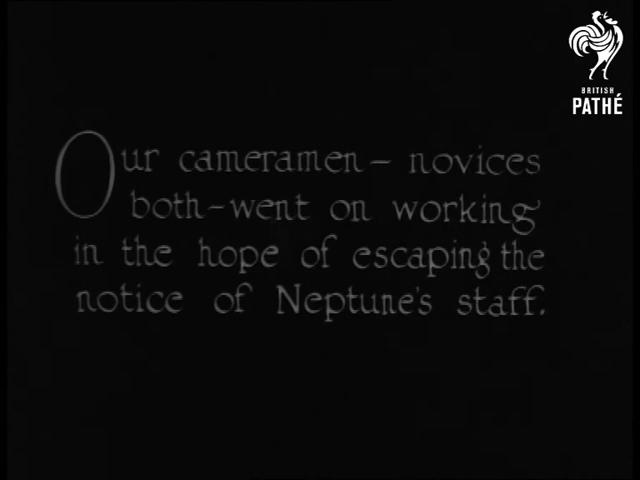 BRITISH
PATHÉ
Our cameramen – novices
both – went on working
in the hope of escaping the
notice of Neptune's staff.